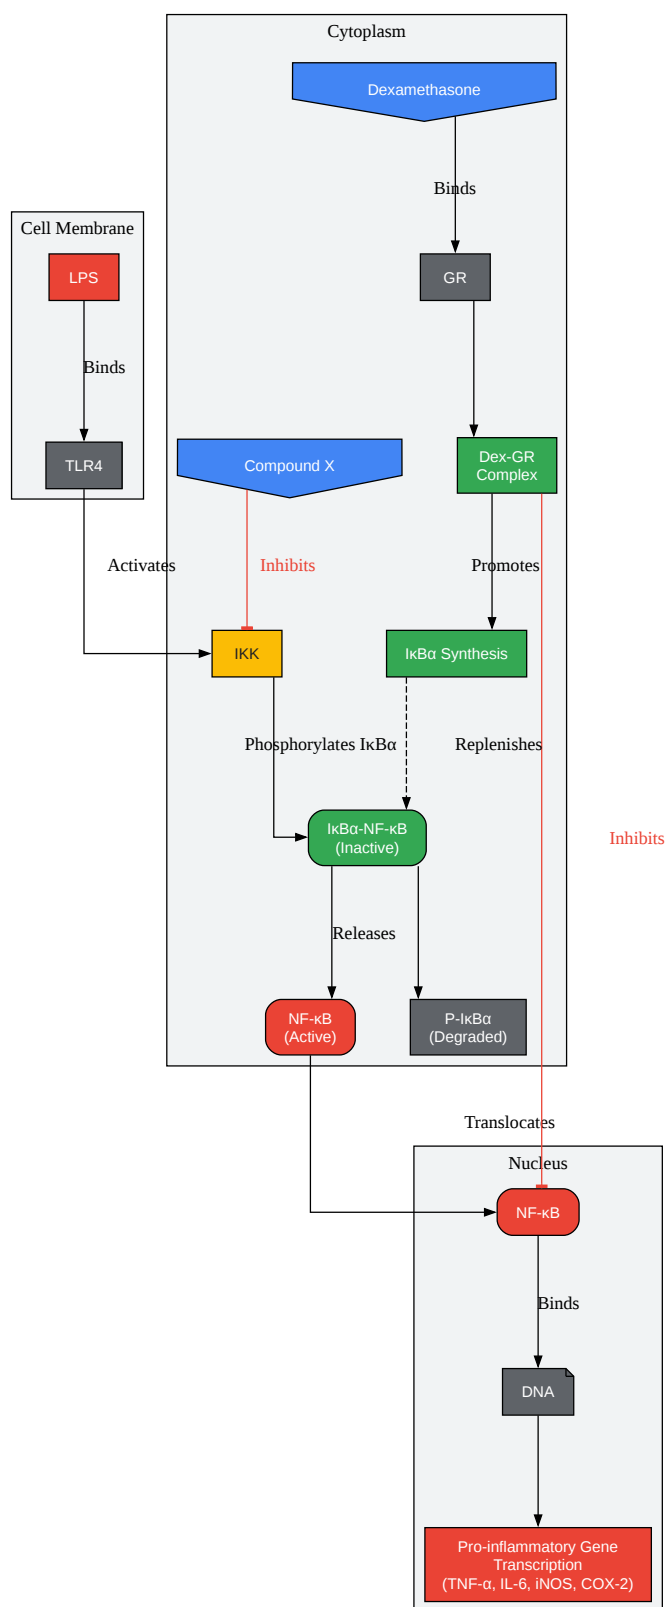 Cytoplasm
Dexamethasone
Binds
Cell Membrane
LPS
GR
Binds
TLR4
Compound X
Dex-GR
Complex
Activates
Inhibits
Promotes
IKK
IκBα Synthesis
Phosphorylates IκBα
Replenishes
IκBα-NF-κB
(Inactive)
Inhibits
Releases
NF-κB
(Active)
P-IκBα
(Degraded)
Translocates
Nucleus
NF-κB
Binds
DNA
Pro-inflammatory Gene
Transcription
(TNF-α, IL-6, iNOS, COX-2)